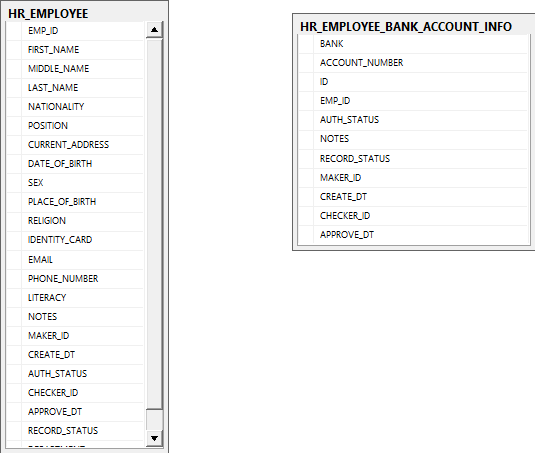 HR_EMPLOYEE
EMP_ID
FIRST_NAME
MIDDLE_NAME
LAST_NAME
NATIONALITY
POSITION
CURRENT_ADDRESS
DATE_OF_BIRTH
SEX
PLACE_OF_BIRTH
RELIGION
IDENTITY_CARD
EMAIL
PHONE_NUMBER
LITERACY
NOTES
MAKER_ID
CREATE_DT
AUTH_STATUS
CHECKER_ID
APPROVE_DT
RECORD_STATUS
HR_EMPLOYEE_BANK_ACCOUNT_INFO
BANK
ACCOUNT_NUMBER
ID
EMP_ID
AUTH_STATUS
NOTES
RECORD_STATUS
MAKER_ID
CREATE_DT
CHECKER_ID
APPROVE_DT